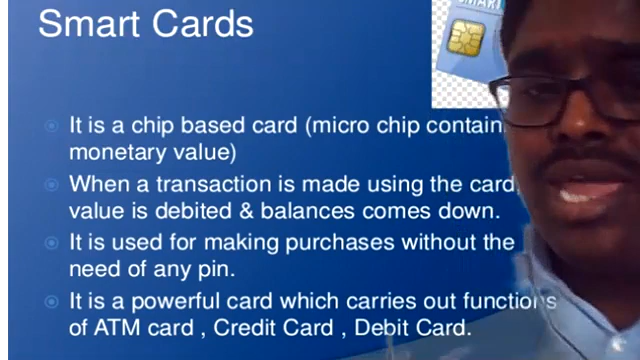 Smart Cards
SMART
It is a chip based card (micro chip contain
monetary value)
When a transaction is made using the card,
value is debited & balances comes down.
It is used for making purchases without the
need of any pin.
It is a powerful card which carries out functions
of ATM card , Credit Card , Debit Card.